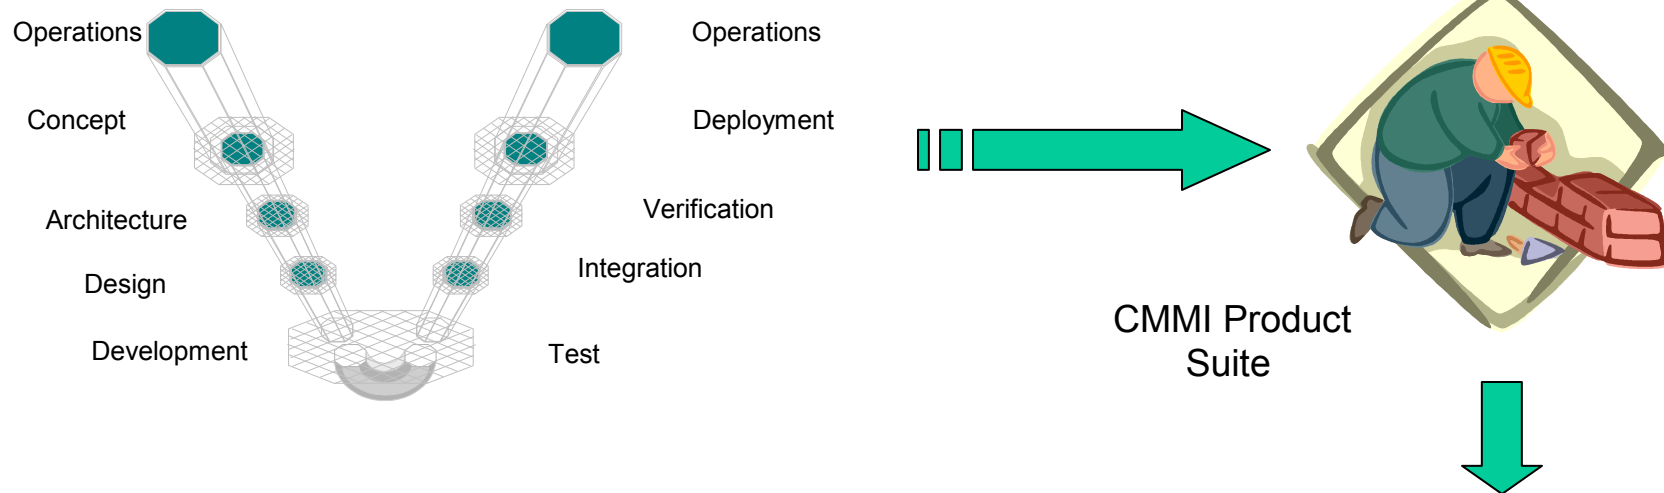 Operations
Operations
Concept
Deployment
Architecture
Verification
Design
Integration
Development
Test
CMMI Product
Suite